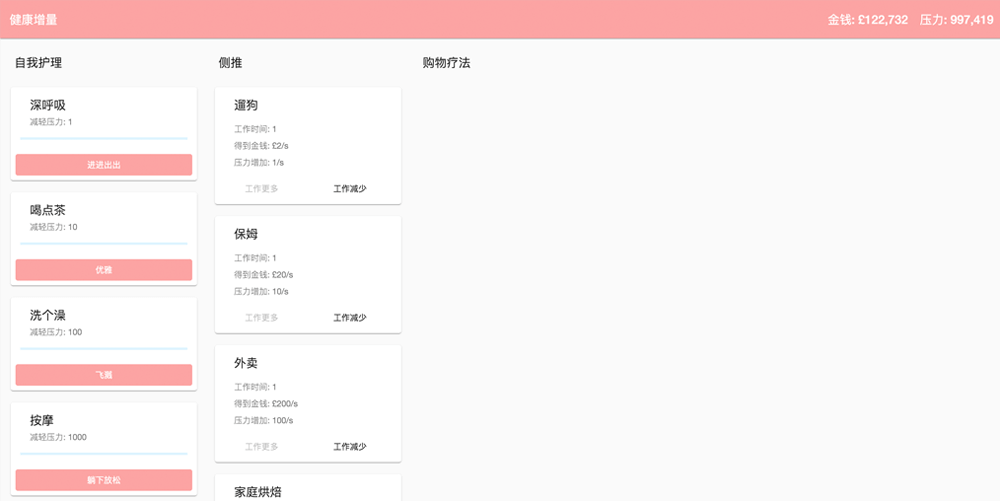 健康增量
金钱: £122,732 压力: 997,419
自我护理
深呼吸
减轻压力: 1
进进出出
喝点茶
减轻压力: 10
优雅
洗个澡
减轻压力: 100
飞溅
按摩
减轻压力: 1000
躺下放松
侧推
遛狗
工作时间: 1
得到金钱: £2/s
压力增加: 1/s
工作更多 工作减少
保姆
工作时间: 1
得到金钱: £20/s
压力增加: 10/s
工作更多 工作减少
外卖
工作时间: 1
得到金钱: £200/s
压力增加: 100/s
工作更多 工作减少
家庭烘焙
购物疗法